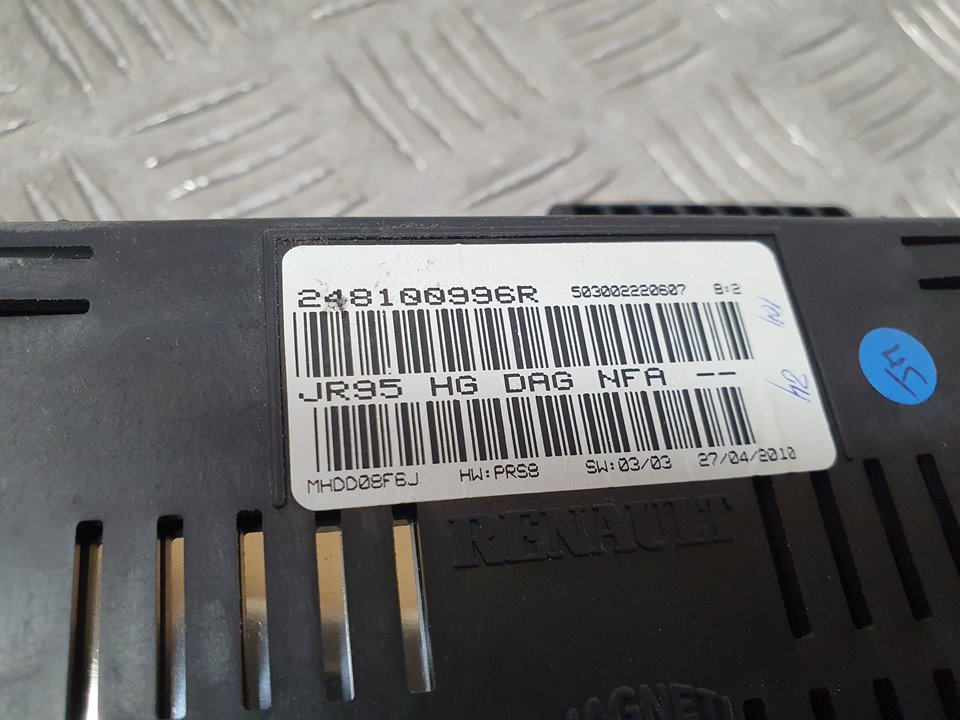 248100996R 503002220607 8:2
JR95 HG DAG NFA --
MHDD08F6J HW:PRS8 SW:03/03 27/04/2010
RENAULT